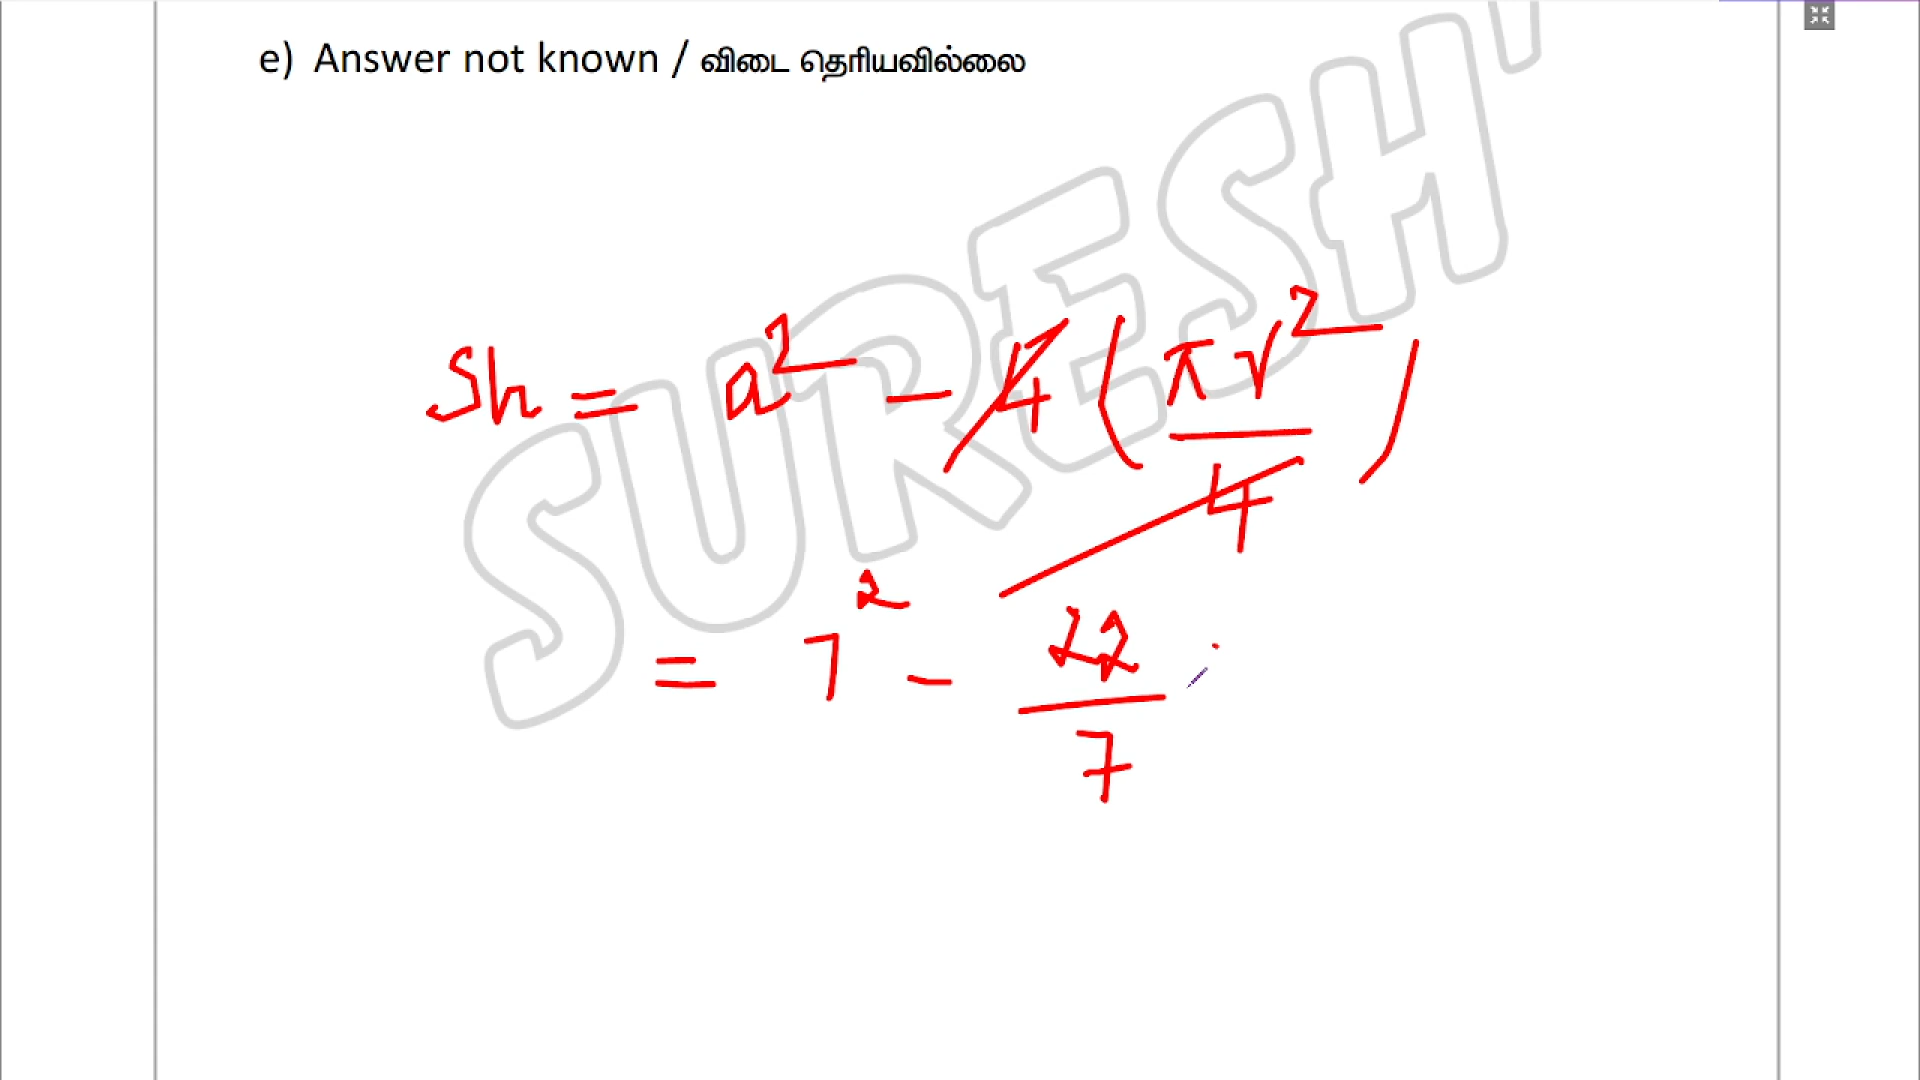 e) Answer not known / விடை தெரியவில்லை
SURESH'
Sh = a² - 4 (πr²/4)
= 7² - 22/7